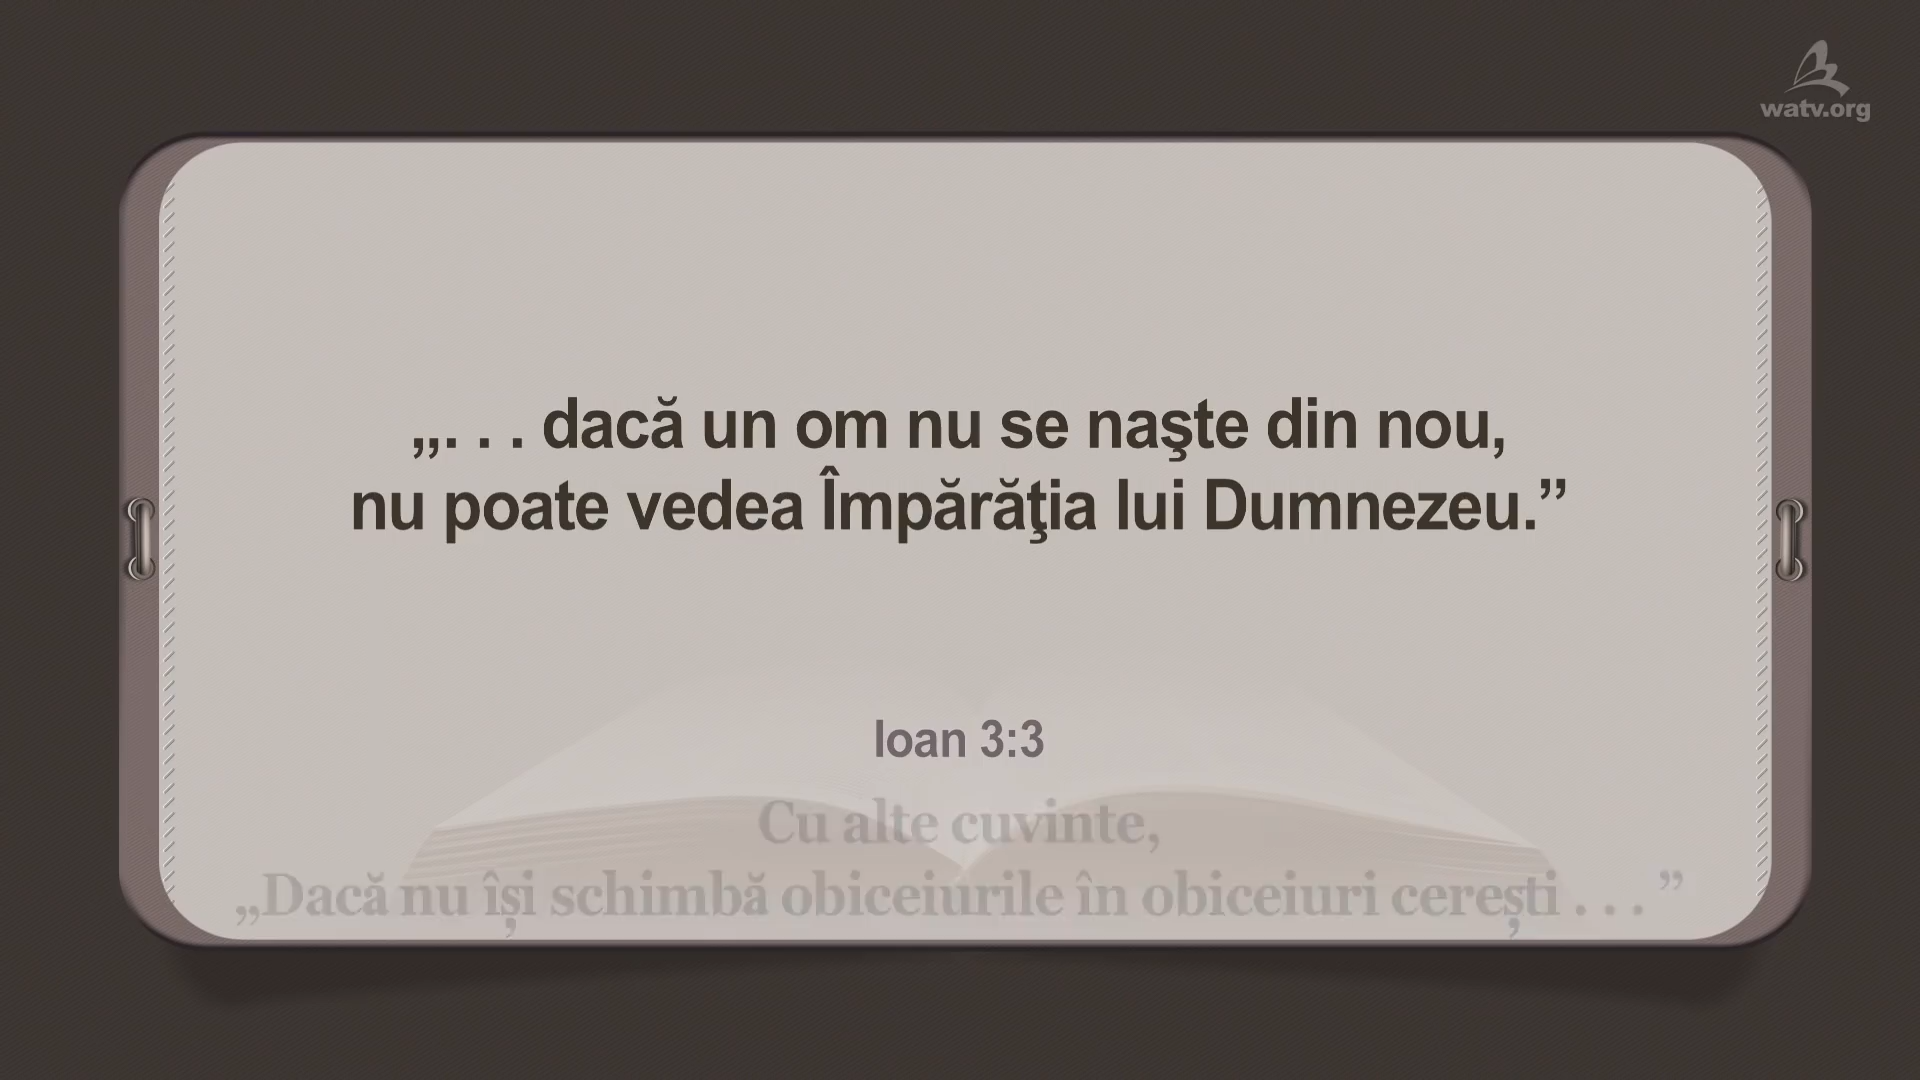 watv.org
„. . . dacă un om nu se naşte din nou,
nu poate vedea Împărăţia lui Dumnezeu.”
Ioan 3:3
Cu alte cuvinte,
„Dacă nu își schimbă obiceiurile în obiceiuri cerești . . . ”